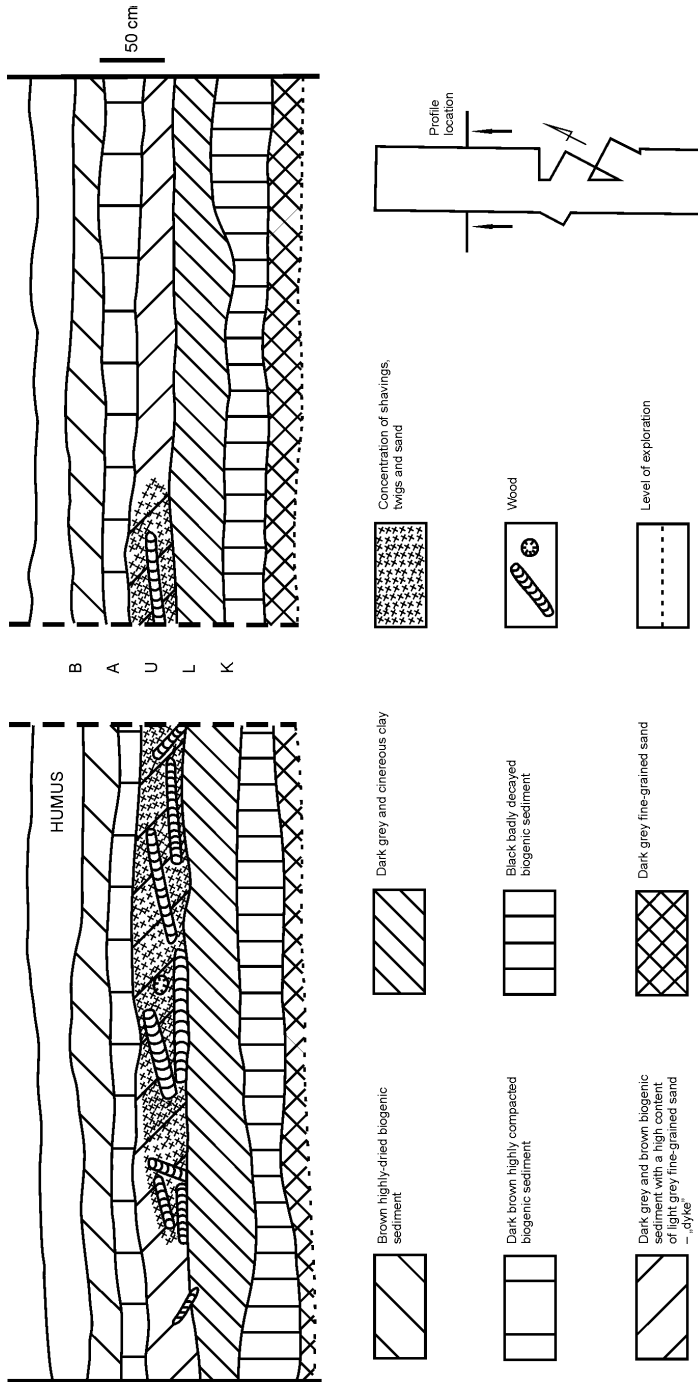 50 cm
HUMUS
B
A
U
L
K
Profile
location
Brown highly-dried biogenic
sediment
Dark grey and cinereous clay
Concentration of shavings,
twigs and sand
Dark brown highly compacted
biogenic sediment
Black badly decayed
biogenic sediment
Wood
Dark grey and brown biogenic
sediment with a high content
of light grey fine-grained sand
– „dyke”
Dark grey fine-grained sand
Level of exploration